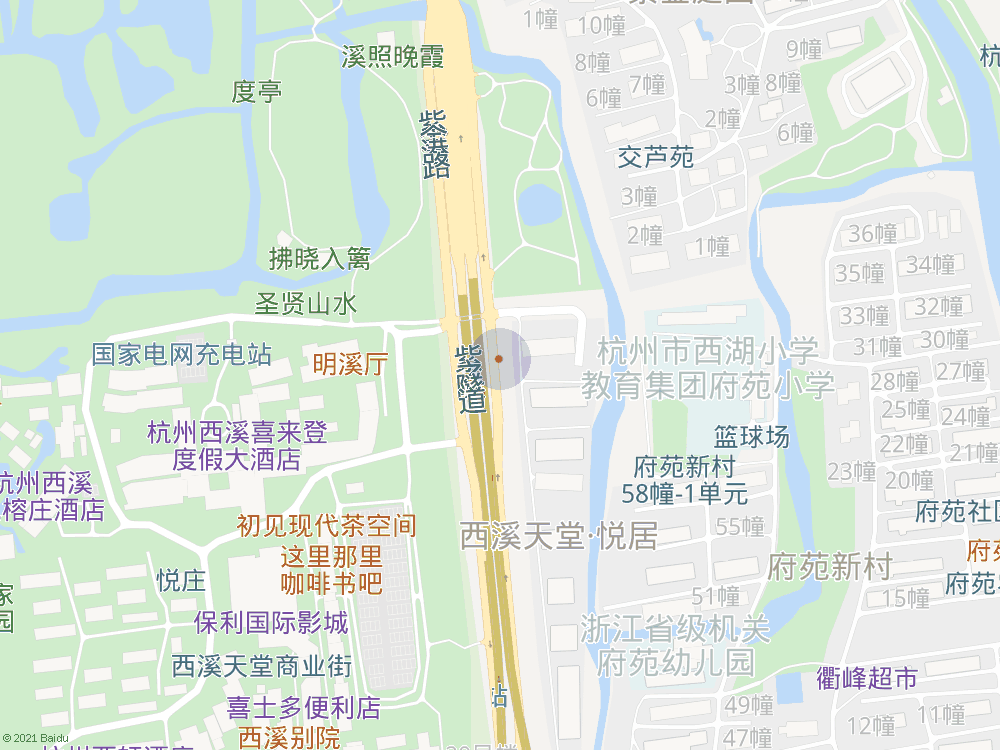 1幢
10幢
9幢
杭
溪照晚霞
8幢
7幢
3幢
8幢
度亭
6幢
2幢
6幢
紫金港路
交芦苑
3幢
2幢
1幢
36幢
拂晓入篱
35幢
34幢
圣贤山水
33幢
32幢
国家电网充电站
明溪厅
紫
隧道
杭州市西湖小学
教育集团府苑小学
31幢
30幢
28幢
27幢
25幢
24幢
杭州西溪喜来登
度假大酒店
篮球场
22幢
21幢
府苑新村
58幢-1单元
23幢
20幢
杭州西溪
榕庄酒店
府苑社区
初见现代茶空间
55幢
西溪天堂·悦居
这里那里
咖啡书吧
府苑新村
府
悦庄
府苑
家
园
51幢
15幢
保利国际影城
浙江省级机关
府苑幼儿园
西溪天堂商业街
衢峰超市
喜士多便利店
站
49幢
11幢
12幢
西溪别院
© 2021 Baidu